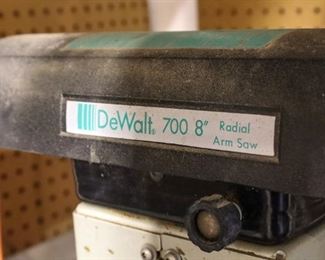 DeWalt® 700 8" Radial
Arm Saw